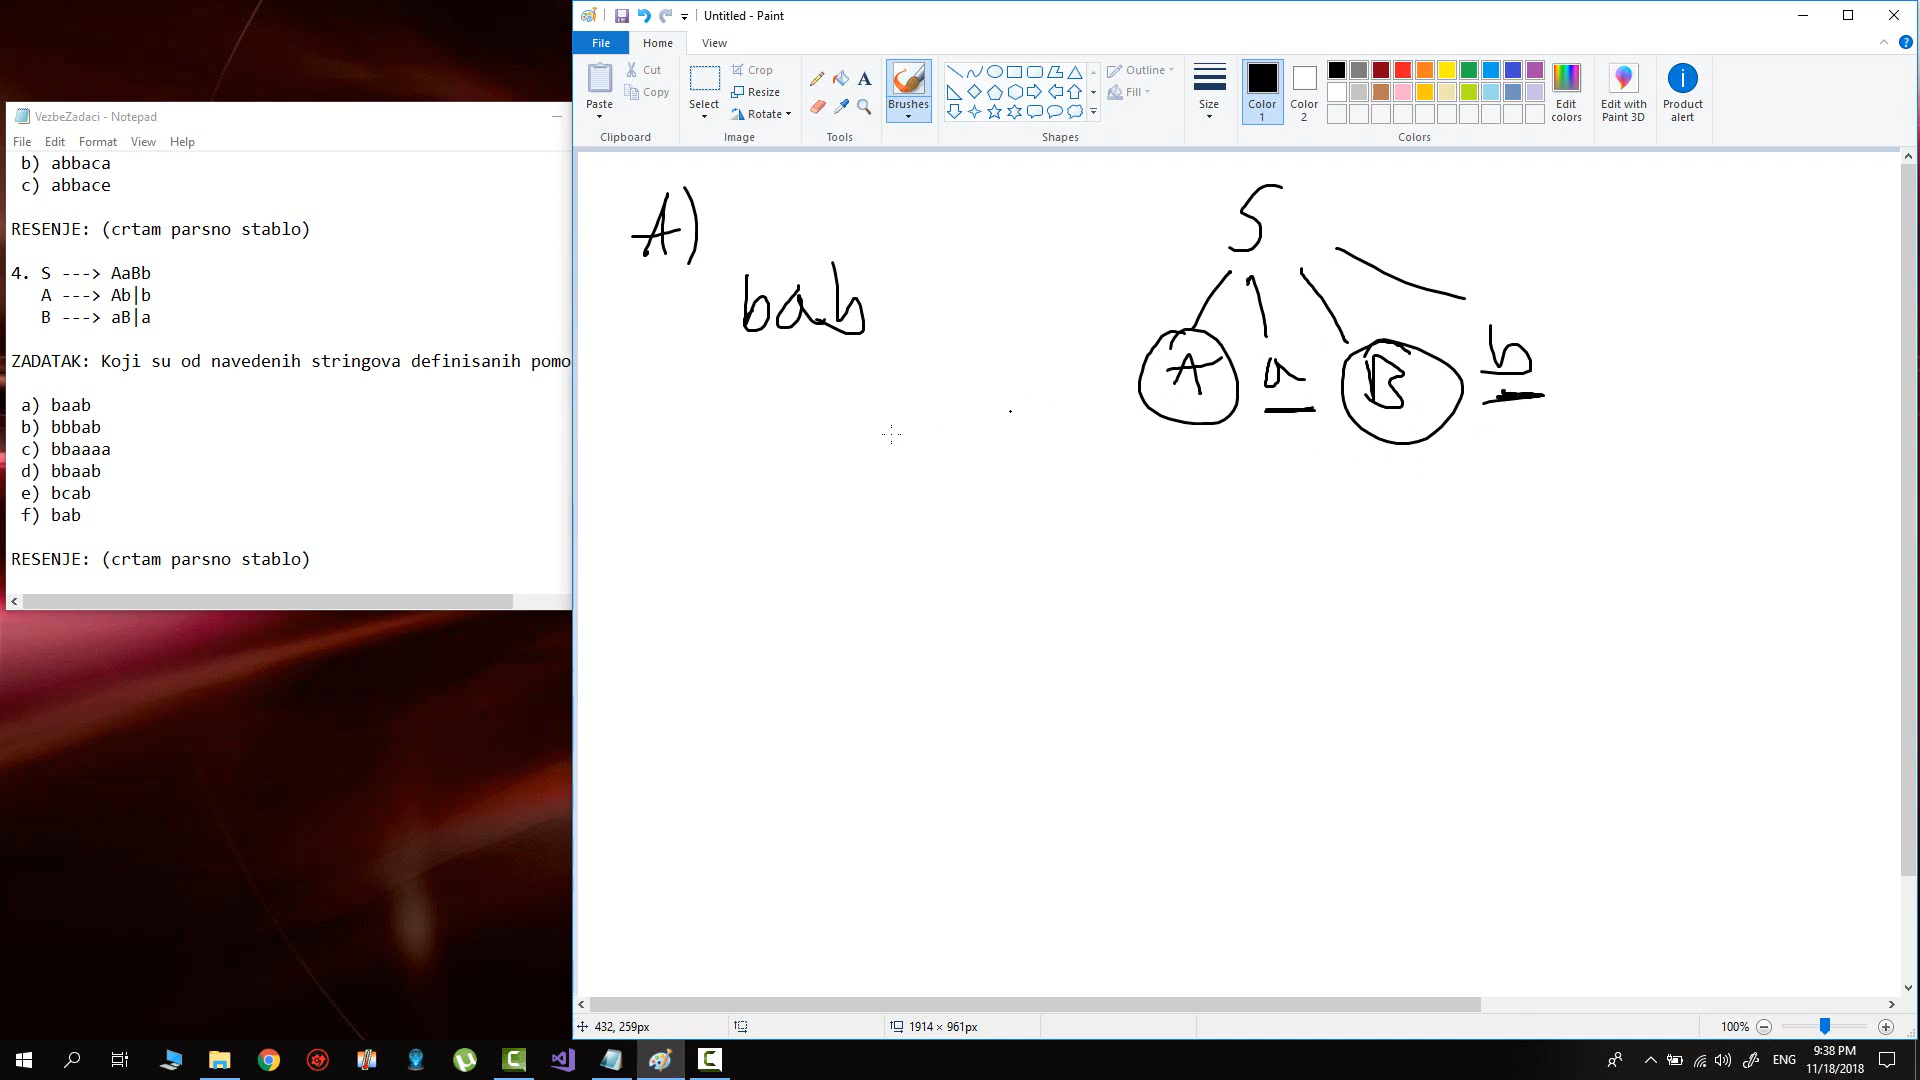 VezbeZadaci - Notepad
File Edit Format View Help
b) abbaca
c) abbace
RESENJE: (crtam parsno stablo)
4. S ---> AaBb
A ---> Ab|b
B ---> aB|a
ZADATAK: Koji su od navedenih stringova definisanih pomo
a) baab
b) bbbab
c) bbaaaa
d) bbaab
e) bcab
f) bab
RESENJE: (crtam parsno stablo)
Untitled - Paint
File Home View
Paste Cut Copy Clipboard
Select Crop Resize Rotate Image
Tools
Brushes
Outline Fill Shapes
Size
Color 1 Color 2 Edit colors Colors
Edit with Paint 3D
Product alert
A)
bab
S
A a B b
432, 259px
1914 × 961px
100%
ENG
9:38 PM
11/18/2018